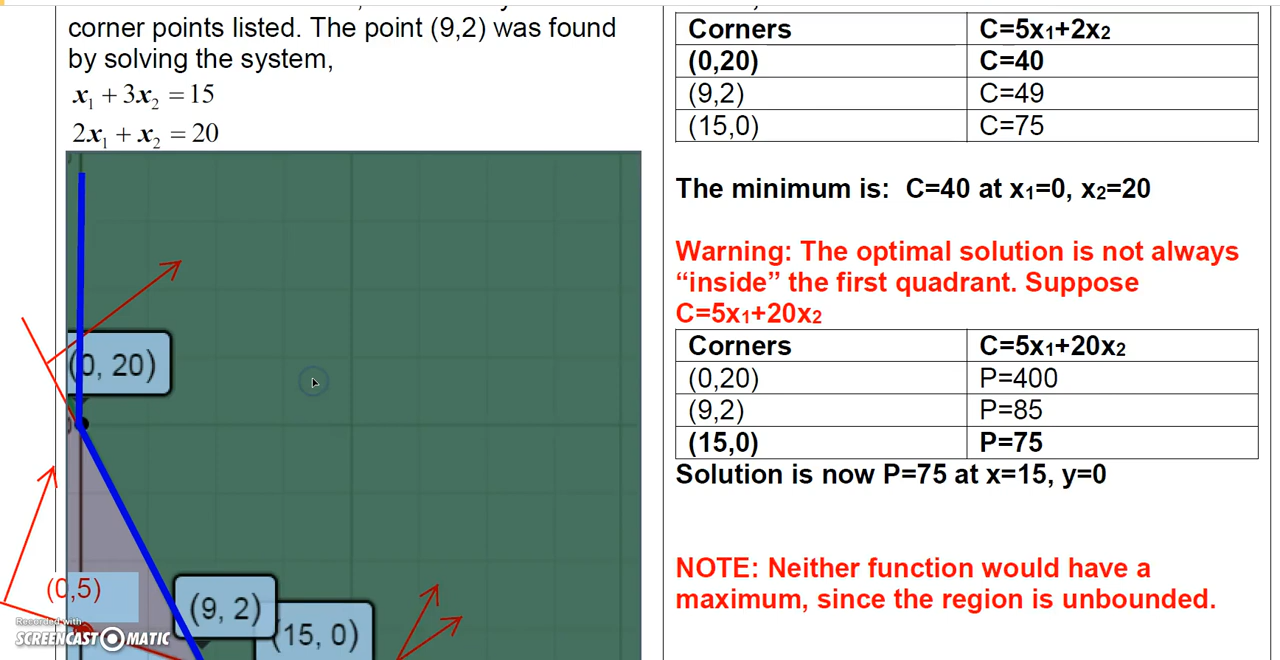 corner points listed. The point (9,2) was found
by solving the system,
x₁ + 3x₂ = 15
2x₁ + x₂ = 20
(0, 20)
(0,5)
(9, 2)
(15, 0)
Recorded with
SCREENCAST-O-MATIC
Corners C=5x₁+2x₂
(0,20) C=40
(9,2) C=49
(15,0) C=75
The minimum is: C=40 at x₁=0, x₂=20
Warning: The optimal solution is not always
“inside” the first quadrant. Suppose
C=5x₁+20x₂
Corners C=5x₁+20x₂
(0,20) P=400
(9,2) P=85
(15,0) P=75
Solution is now P=75 at x=15, y=0
NOTE: Neither function would have a
maximum, since the region is unbounded.